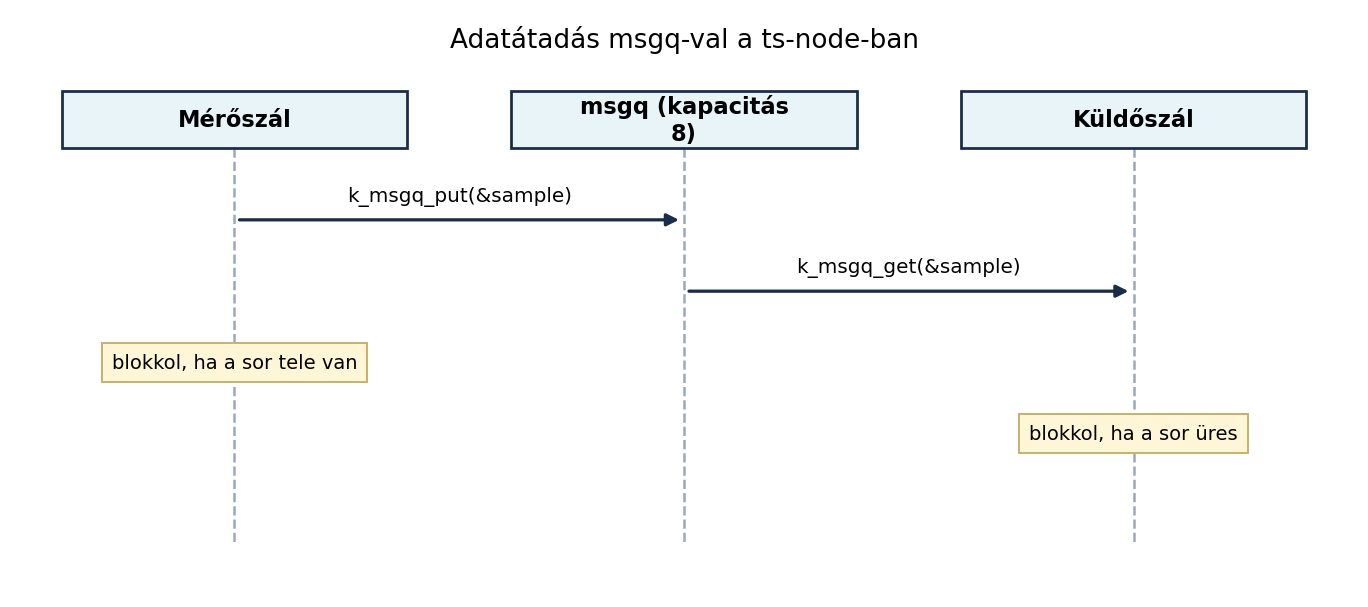 Adatátadás msgq-val a ts-node-ban
Mérőszál
msgq (kapacitás
8)
Küldőszál
k_msgq_put(&sample)
k_msgq_get(&sample)
blokkol, ha a sor tele van
blokkol, ha a sor üres